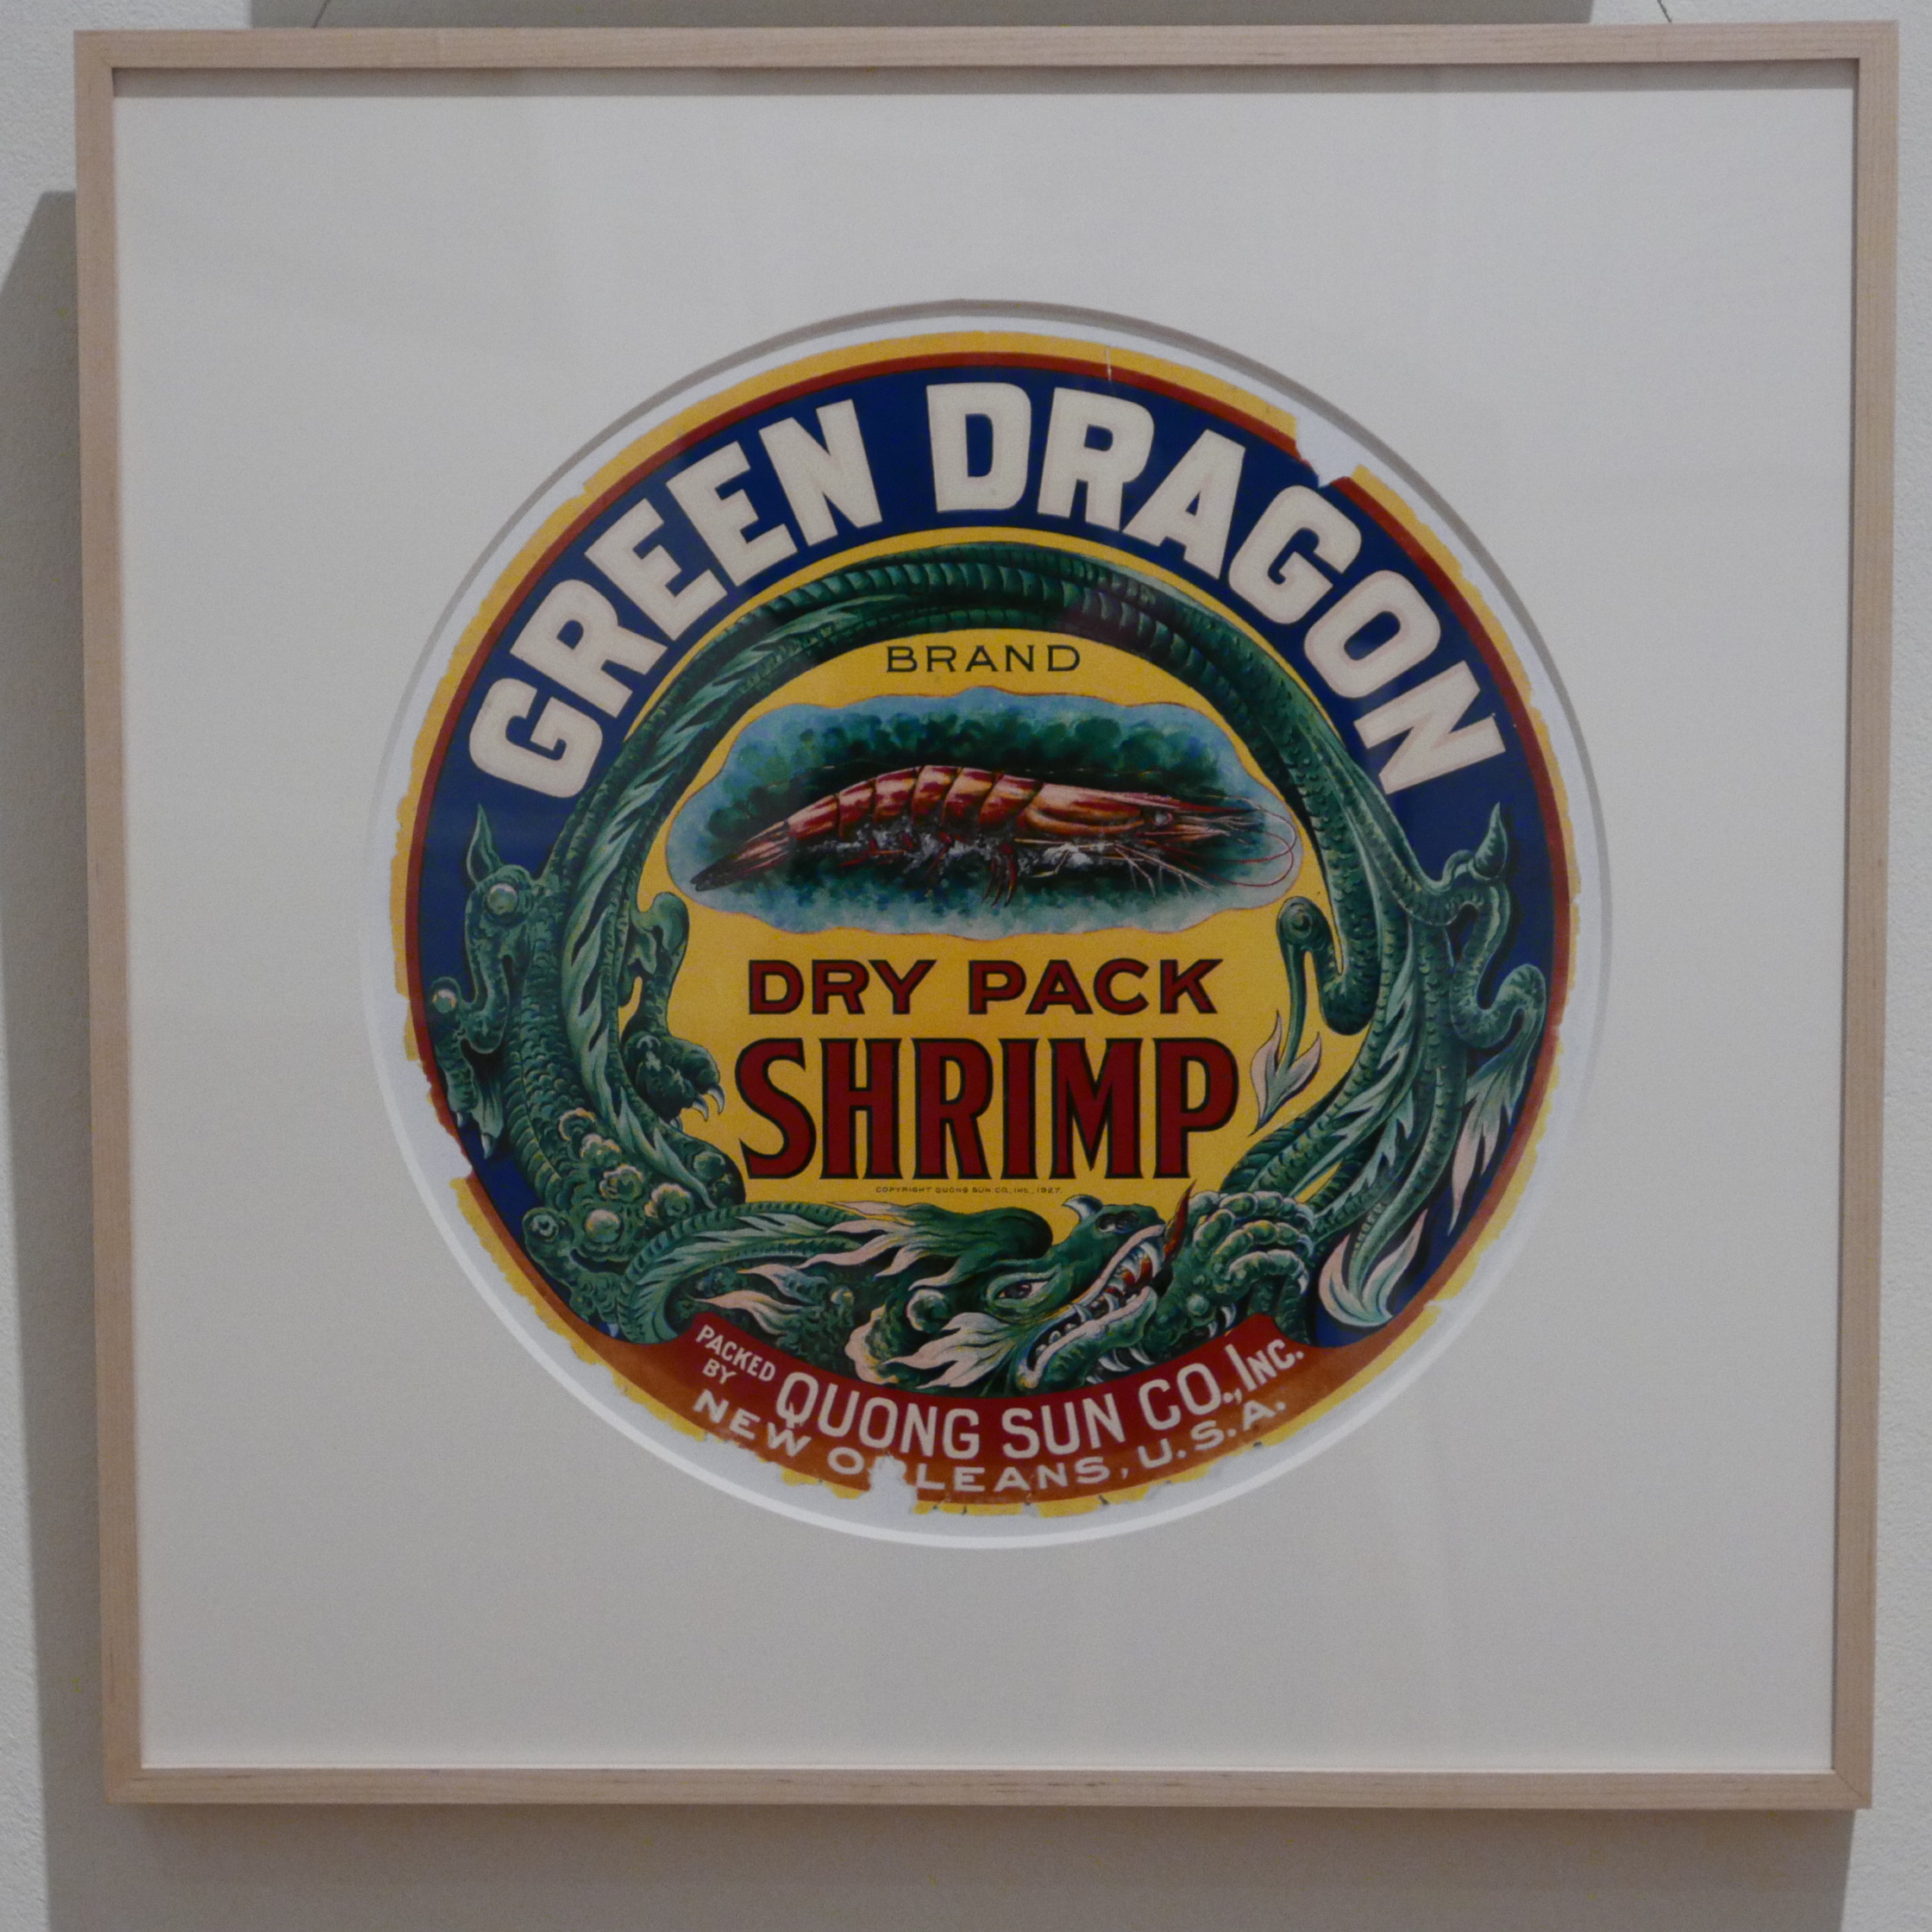 GREEN DRAGON
BRAND
DRY PACK
SHRIMP
COPYRIGHT QUONG SUN CO., INC., 1927.
PACKED BY QUONG SUN CO., INC.
NEW ORLEANS, U.S.A.